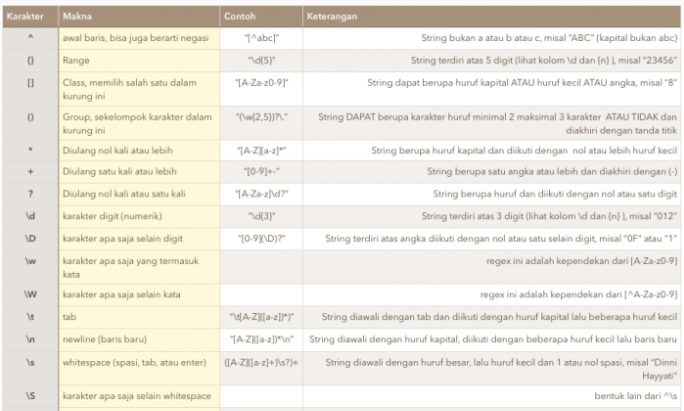 Karakter Makna Contoh Keterangan
^ awal baris, bisa juga berarti negasi "[^abc]" String bukan a atau b atau c, misal "ABC" (kapital bukan abc)
{} Range "\d{5}" String terdiri atas 5 digit (lihat kolom \d dan {n} ), misal "23456"
[] Class, memilih salah satu dalam kurung ini "[A-Za-z0-9]" String dapat berupa huruf kapital ATAU huruf kecil ATAU angka, misal "8"
() Group, sekelompok karakter dalam kurung ini "(\w{2,5})?\." String DAPAT berupa karakter huruf minimal 2 maksimal 3 karakter ATAU TIDAK dan diakhiri dengan tanda titik
* Diulang nol kali atau lebih "[A-Z][a-z]*" String berupa huruf kapital dan diikuti dengan nol atau lebih huruf kecil
+ Diulang satu kali atau lebih "[0-9]+-" String berupa satu angka atau lebih dan diakhiri dengan (-)
? Diulang nol kali atau satu kali "[A-Za-z]\d?" String berupa huruf dan diikuti dengan nol atau satu digit
\d karakter digit (numerik) "\d{3}" String terdiri atas 3 digit (lihat kolom \d dan {n} ), misal "012"
\D karakter apa saja selain digit "[0-9](\D)?" String terdiri atas angka diikuti dengan nol atau satu selain digit, misal "0F" atau "1"
\w karakter apa saja yang termasuk kata regex ini adalah kependekan dari [A-Za-z0-9]
\W karakter apa saja selain kata regex ini adalah kependekan dari [^A-Za-z0-9]
\t tab "\t[A-Z]([a-z])*)" String diawali dengan tab dan diikuti dengan huruf kapital lalu beberapa huruf kecil
\n newline (baris baru) "[A-Z]([a-z])*\n" String diawali dengan huruf kapital, diikuti dengan beberapa huruf kecil lalu baris baru
\s whitespace (spasi, tab, atau enter) ([A-Z]([a-z]+)\s?)+ String diawali dengan huruf besar, lalu huruf kecil dan 1 atau nol spasi, misal "Dinni Hayyati"
\S karakter apa saja selain whitespace bentuk lain dari ^\s